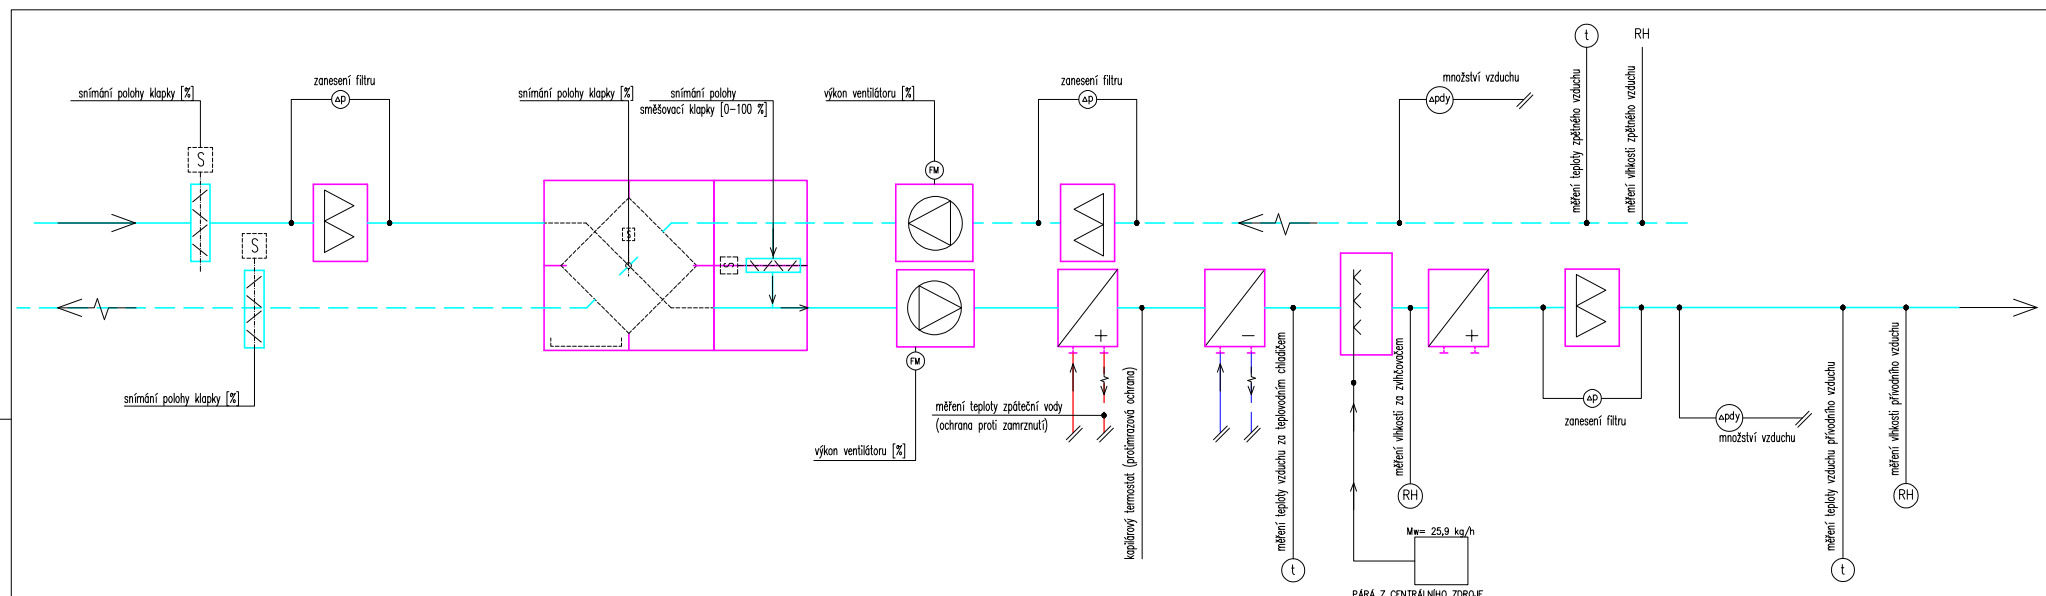 t
RH
zanesení filtru
zanesení filtru
množství vzduchu
snímání polohy klapky [%]
snímání polohy klapky [%]
snímání polohy
směšovací klapky [0-100 %]
výkon ventilátoru [%]
Δp
Δp
Δpdy
měření teploty zpětného vzduchu
měření vlhkosti zpětného vzduchu
S
FM
S
S
S
FM
snímání polohy klapky [%]
měření teploty zpáteční vody
(ochrana proti zamrznutí)
výkon ventilátoru [%]
kapilárový termostat (protimrazová ochrana)
měření teploty vzduchu za teplovodním chladičem
měření vlhkosti za zvlhčovačem
Δp
zanesení filtru
Δpdy
množství vzduchu
měření teploty vzduchu přívodního vzduchu
měření vlhkosti přívodního vzduchu
RH
RH
Mw= 25,9 kg/h
t
t
PÁRA Z CENTRÁLNÍHO ZDROJE